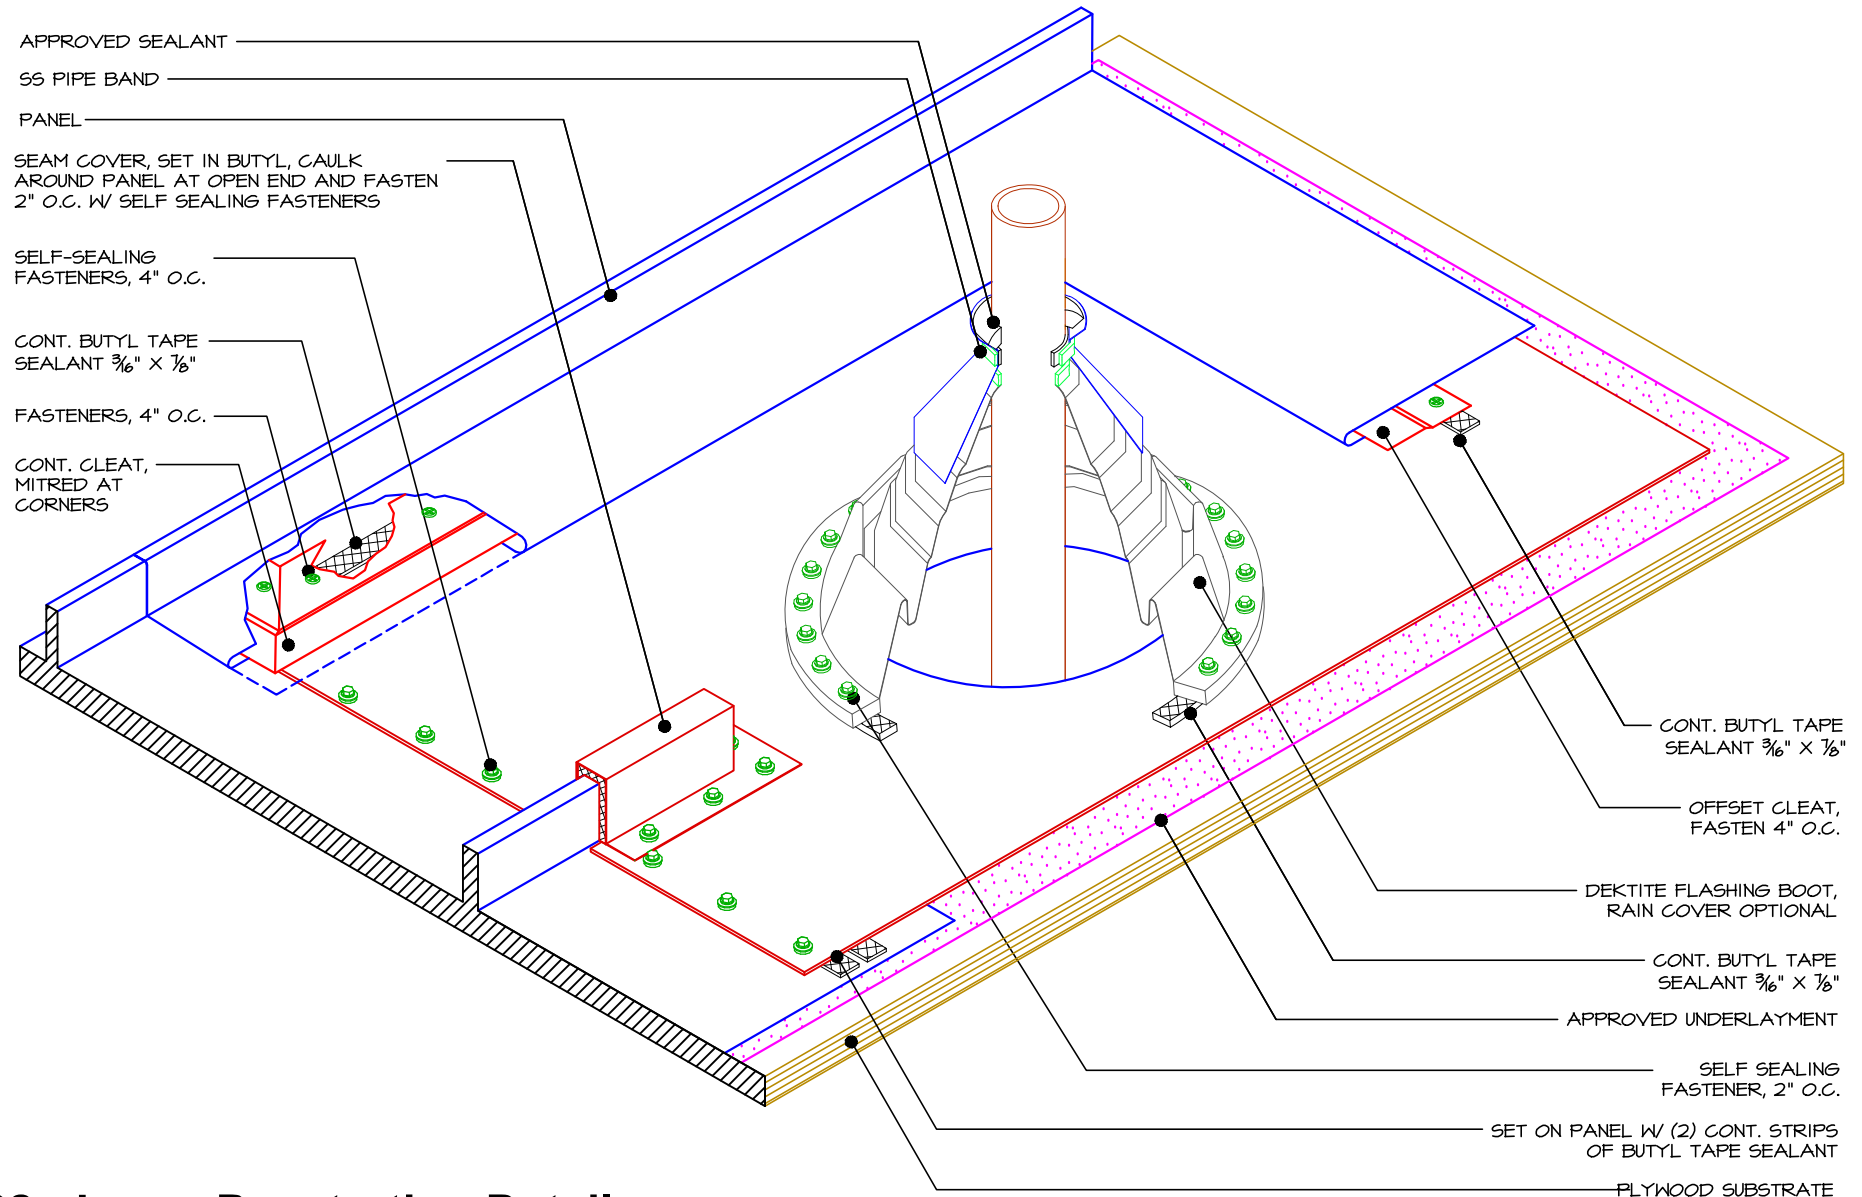 APPROVED SEALANT
SS PIPE BAND
PANEL
SEAM COVER, SET IN BUTYL, CAULK
AROUND PANEL AT OPEN END AND FASTEN
2" O.C. W/ SELF SEALING FASTENERS
SELF-SEALING
FASTENERS, 4" O.C.
CONT. BUTYL TAPE
SEALANT 3/16" X 7/8"
FASTENERS, 4" O.C.
CONT. CLEAT,
MITRED AT
CORNERS
CONT. BUTYL TAPE
SEALANT 3/16" X 7/8"
OFFSET CLEAT,
FASTEN 4" O.C.
DEKTITE FLASHING BOOT,
RAIN COVER OPTIONAL
CONT. BUTYL TAPE
SEALANT 3/16" X 7/8"
APPROVED UNDERLAYMENT
SELF SEALING
FASTENER, 2" O.C.
SET ON PANEL W/ (2) CONT. STRIPS
OF BUTYL TAPE SEALANT
PLYWOOD SUBSTRATE